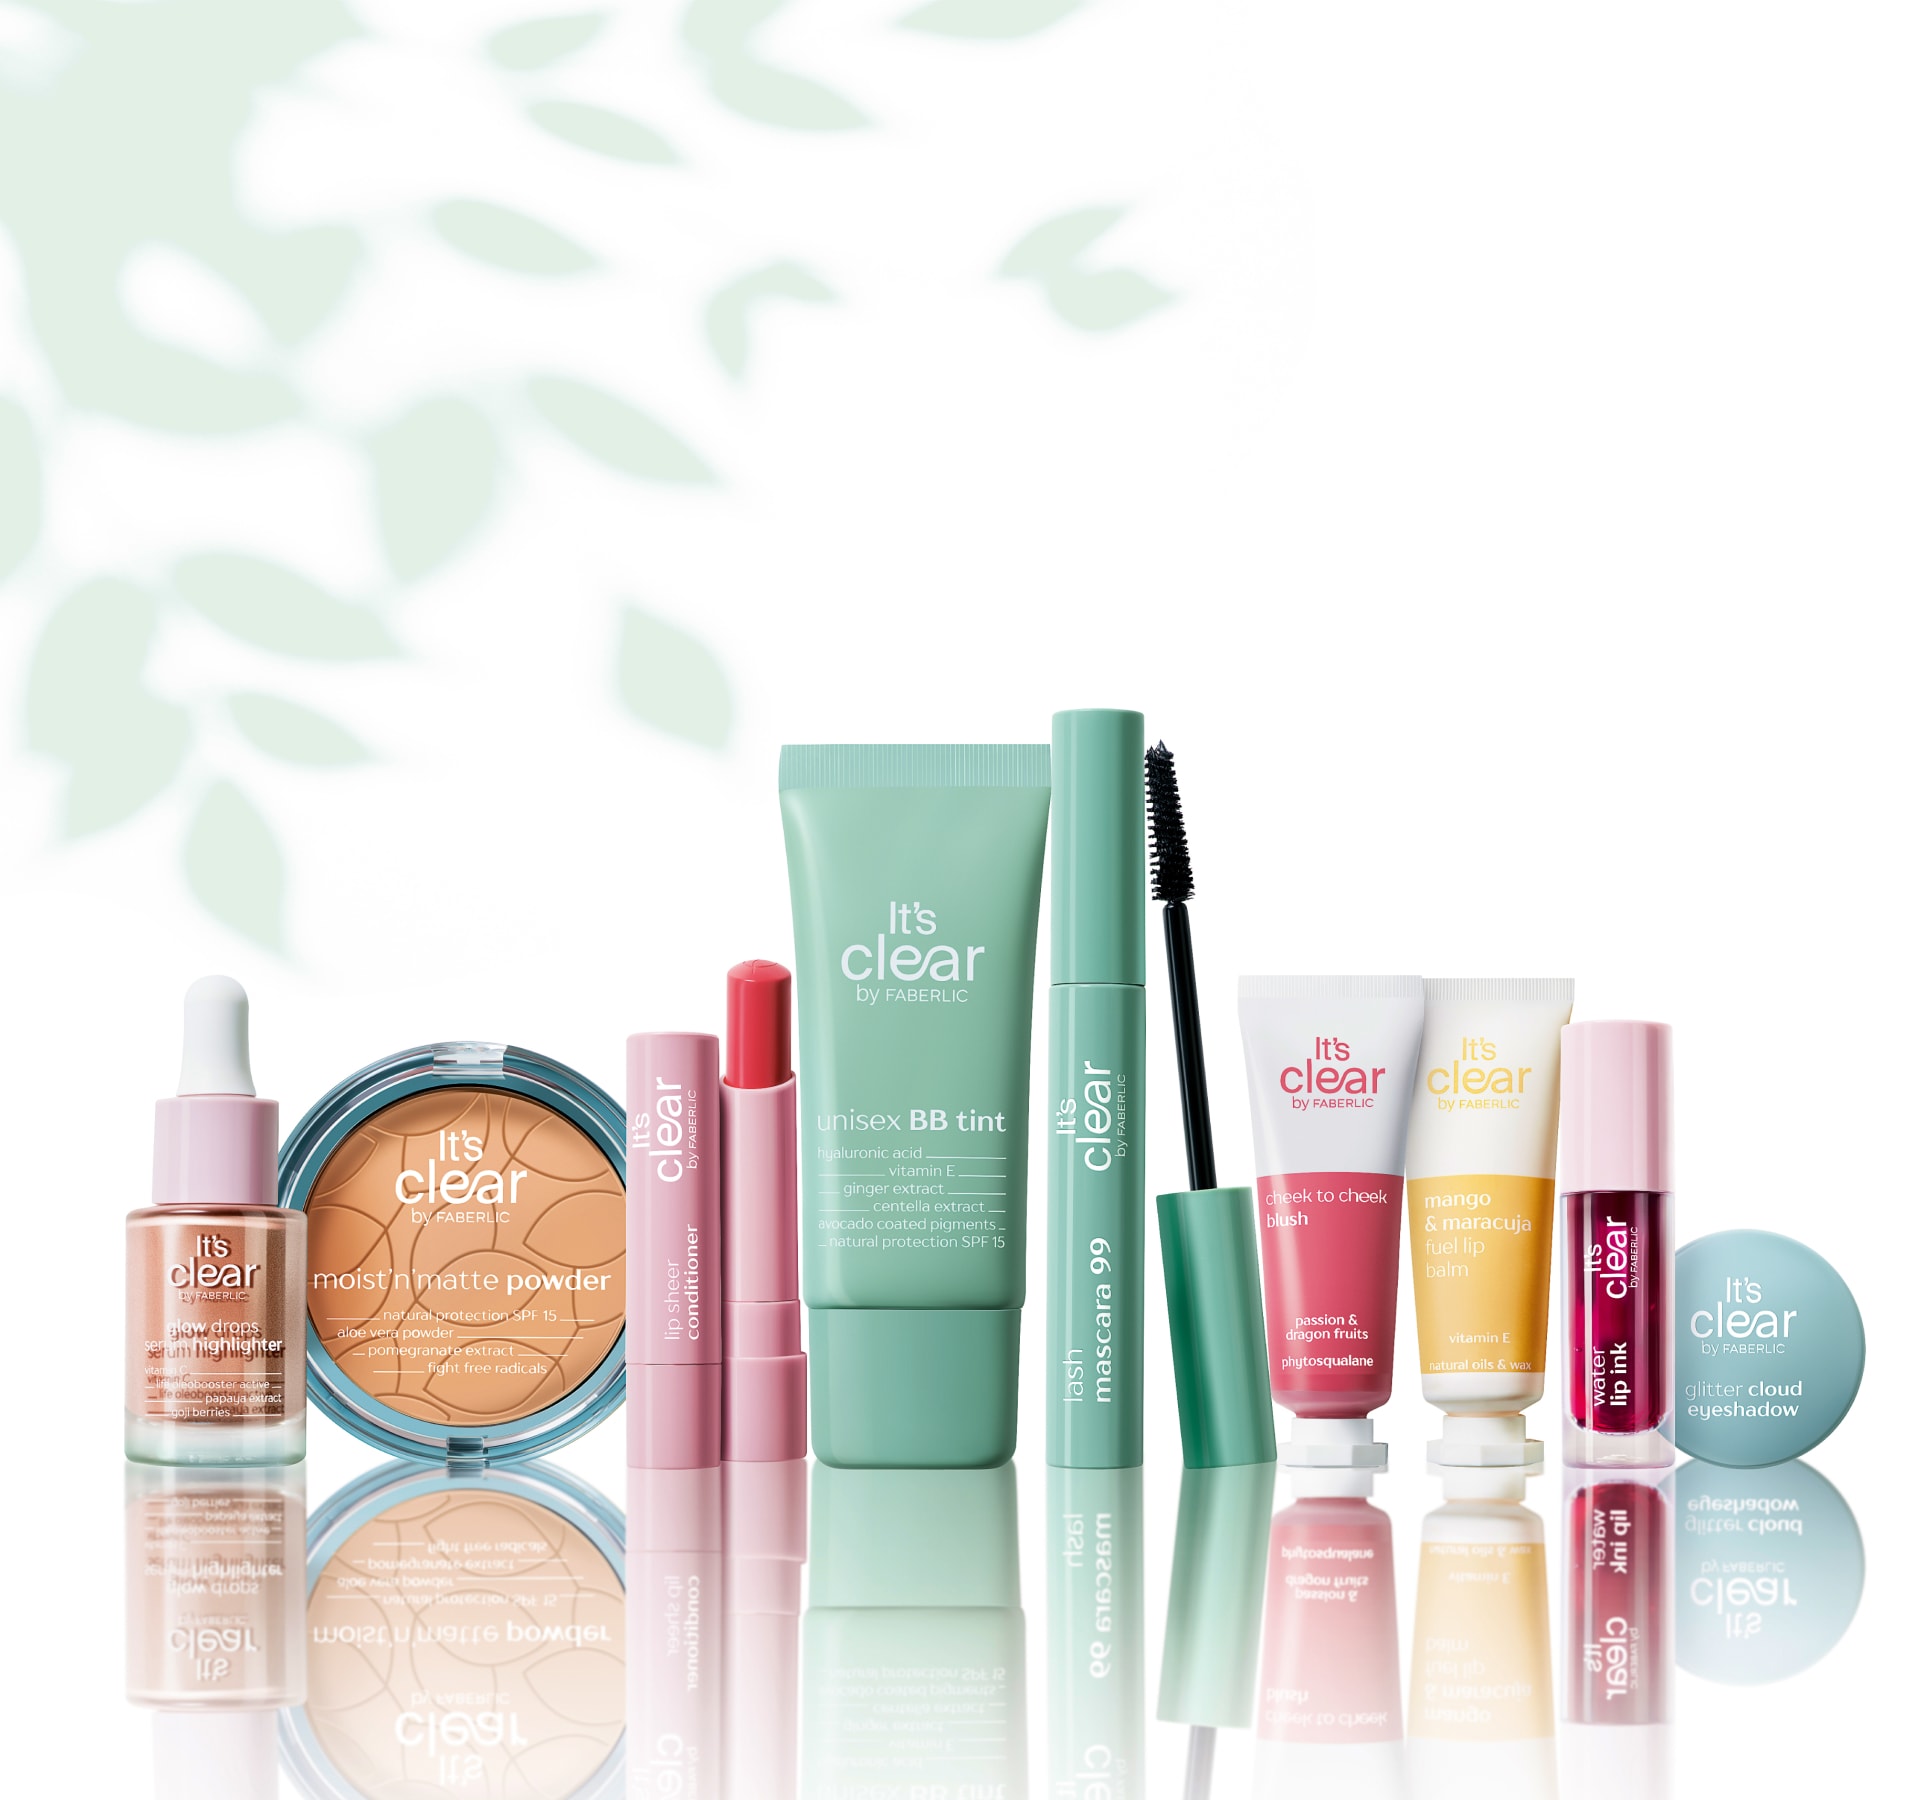 It's
clear
by FABERLIC
glow drops
serum highlighter
vitamin C
life oleobooster active
papaya extract
goji berries
It's
clear
by FABERLIC
moist'n'matte powder
natural protection SPF 15
aloe vera powder
pomegranate extract
fight free radicals
It's
clear
by FABERLIC
lip sheer
conditioner
It's
clear
by FABERLIC
unisex BB tint
hyaluronic acid
vitamin E
ginger extract
centella extract
avocado coated pigments
natural protection SPF 15
It's
clear
by FABERLIC
lash
mascara 99
It's
clear
by FABERLIC
cheek to cheek
blush
passion &
dragon fruits
phytosqualane
It's
clear
by FABERLIC
mango
& maracuja
fuel lip
balm
vitamin E
natural oils & wax
It's
clear
by FABERLIC
water
lip ink
It's
clear
by FABERLIC
glitter cloud
eyeshadow